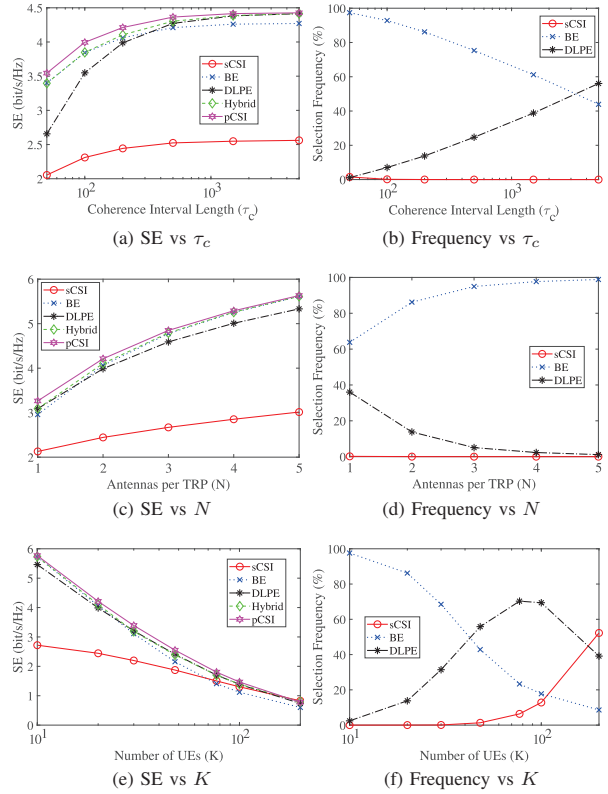 4.5
4
3.5
3
2.5
2
SE (bit/s/Hz)
sCSI
BE
DLPE
Hybrid
pCSI
10^2
10^3
Coherence Interval Length (τ_c)
(a) SE vs τ_c
100
80
60
40
20
0
Selection Frequency (%)
sCSI
BE
DLPE
10^2
10^3
Coherence Interval Length (τ_c)
(b) Frequency vs τ_c
6
5
4
3
2
SE (bit/s/Hz)
sCSI
BE
DLPE
Hybrid
pCSI
1 2 3 4 5
Antennas per TRP (N)
(c) SE vs N
100
80
60
40
20
0
Selection Frequency (%)
sCSI
BE
DLPE
1 2 3 4 5
Antennas per TRP (N)
(d) Frequency vs N
6
5
4
3
2
1
0
SE (bit/s/Hz)
sCSI
BE
DLPE
Hybrid
pCSI
10^1
10^2
Number of UEs (K)
(e) SE vs K
100
80
60
40
20
0
Selection Frequency (%)
sCSI
BE
DLPE
10^1
10^2
Number of UEs (K)
(f) Frequency vs K